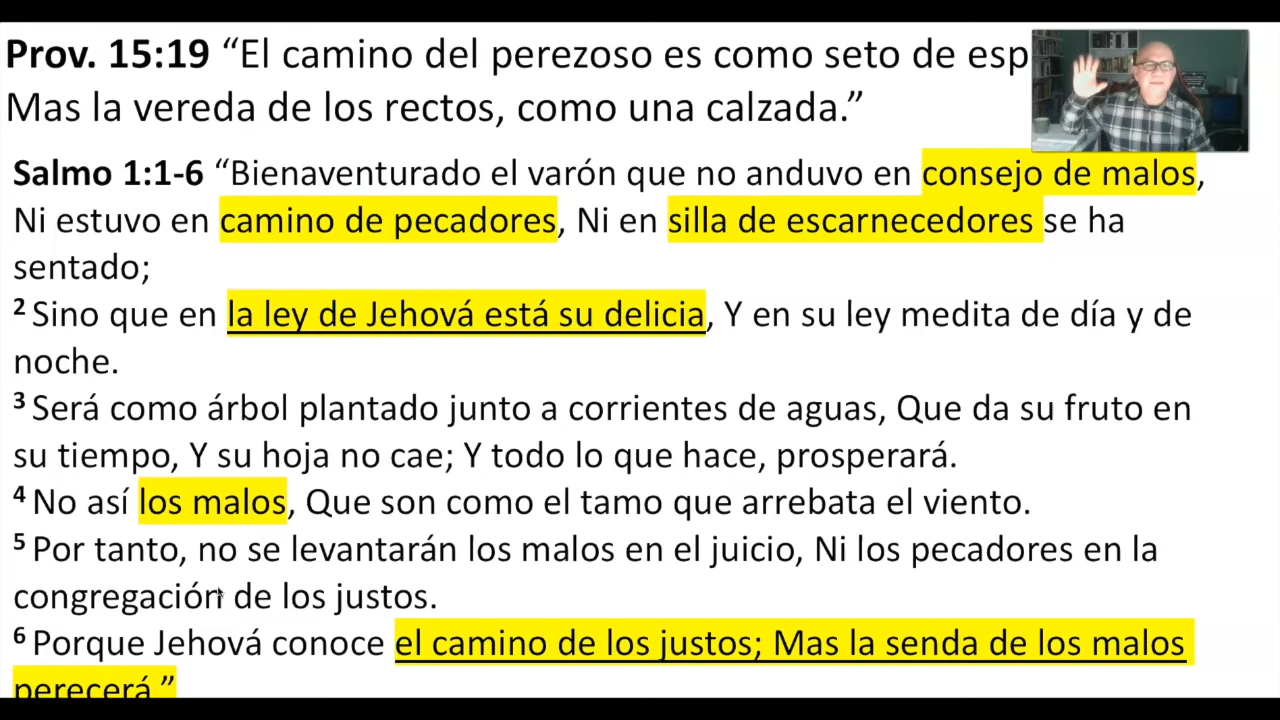 Prov. 15:19 “El camino del perezoso es como seto de esp
Mas la vereda de los rectos, como una calzada.”
Salmo 1:1-6 “Bienaventurado el varón que no anduvo en consejo de malos,
Ni estuvo en camino de pecadores, Ni en silla de escarnecedores se ha
sentado;
2 Sino que en la ley de Jehová está su delicia, Y en su ley medita de día y de
noche.
3 Será como árbol plantado junto a corrientes de aguas, Que da su fruto en
su tiempo, Y su hoja no cae; Y todo lo que hace, prosperará.
4 No así los malos, Que son como el tamo que arrebata el viento.
5 Por tanto, no se levantarán los malos en el juicio, Ni los pecadores en la
congregación de los justos.
6 Porque Jehová conoce el camino de los justos; Mas la senda de los malos
perecerá.”